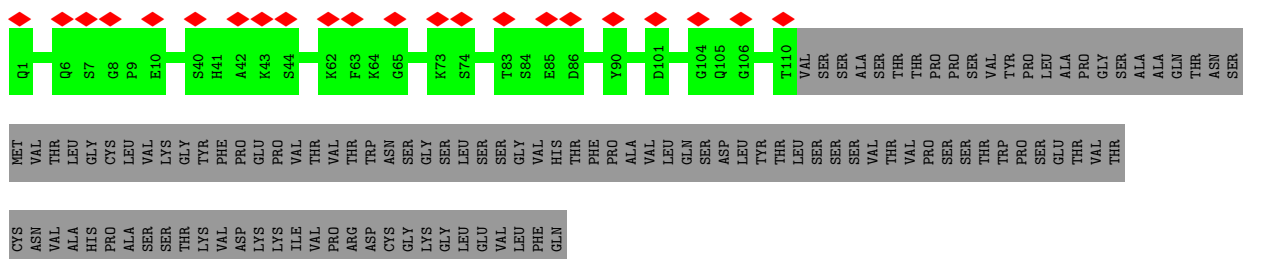 Q1 Q6 S7 G8 P9 E10 S40 H41 A42 K43 S44 K62 F63 K64 G65 K73 S74 T83 S84 E85 D86 Y90 D101 G104 Q105 G106 T110 VAL SER SER ALA SER THR THR PRO PRO SER VAL TYR PRO LEU ALA PRO GLY SER ALA ALA GLN THR ASN SER
MET VAL THR LEU GLY CYS LEU VAL LYS GLY TYR PHE PRO GLU PRO VAL THR VAL THR TRP ASN SER GLY SER LEU SER SER GLY VAL HIS THR PHE PRO ALA VAL LEU GLN SER ASP LEU TYR THR LEU SER SER SER VAL THR VAL PRO SER SER THR TRP PRO SER GLU THR VAL THR
CYS ASN VAL ALA HIS PRO ALA SER SER THR LYS VAL ASP LYS LYS ILE VAL PRO ARG ASP CYS GLY LYS GLY LEU GLU VAL LEU PHE GLN